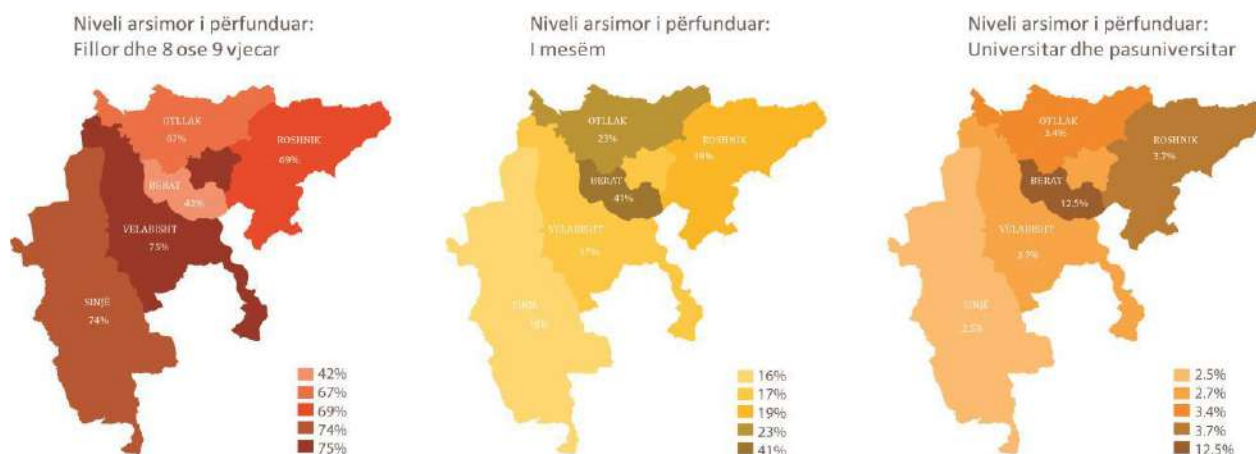 Niveli arsimor i përfunduar:
Fillor dhe 8 ose 9 vjecar
OTLLAK
67%
ROSHNIK
69%
BERAT
42%
VELABISHT
75%
SINJË
74%
42%
67%
69%
74%
75%
Niveli arsimor i përfunduar:
I mesëm
OTLLAK
23%
ROSHNIK
19%
BERAT
41%
VELABISHT
17%
SINJË
16%
16%
17%
19%
23%
41%
Niveli arsimor i përfunduar:
Universitar dhe pasuniversitar
OTLLAK
3.4%
ROSHNIK
3.7%
BERAT
12.5%
VELABISHT
SINJË
2.5%
2.5%
2.7%
3.4%
3.7%
12.5%